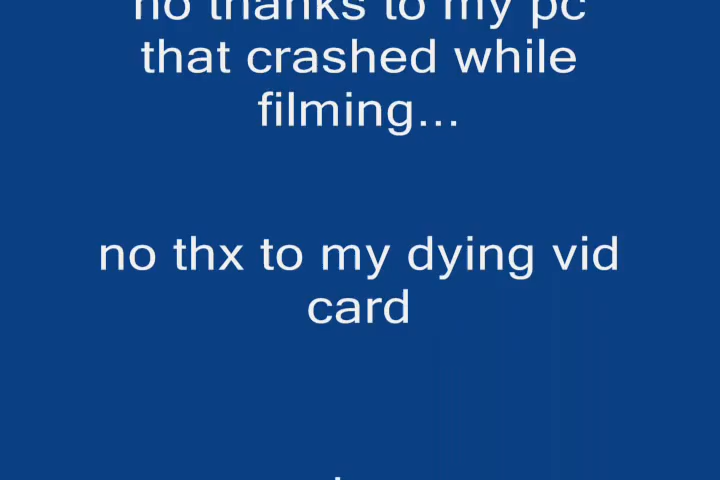 no thanks to my pc
that crashed while
filming...
no thx to my dying vid
card